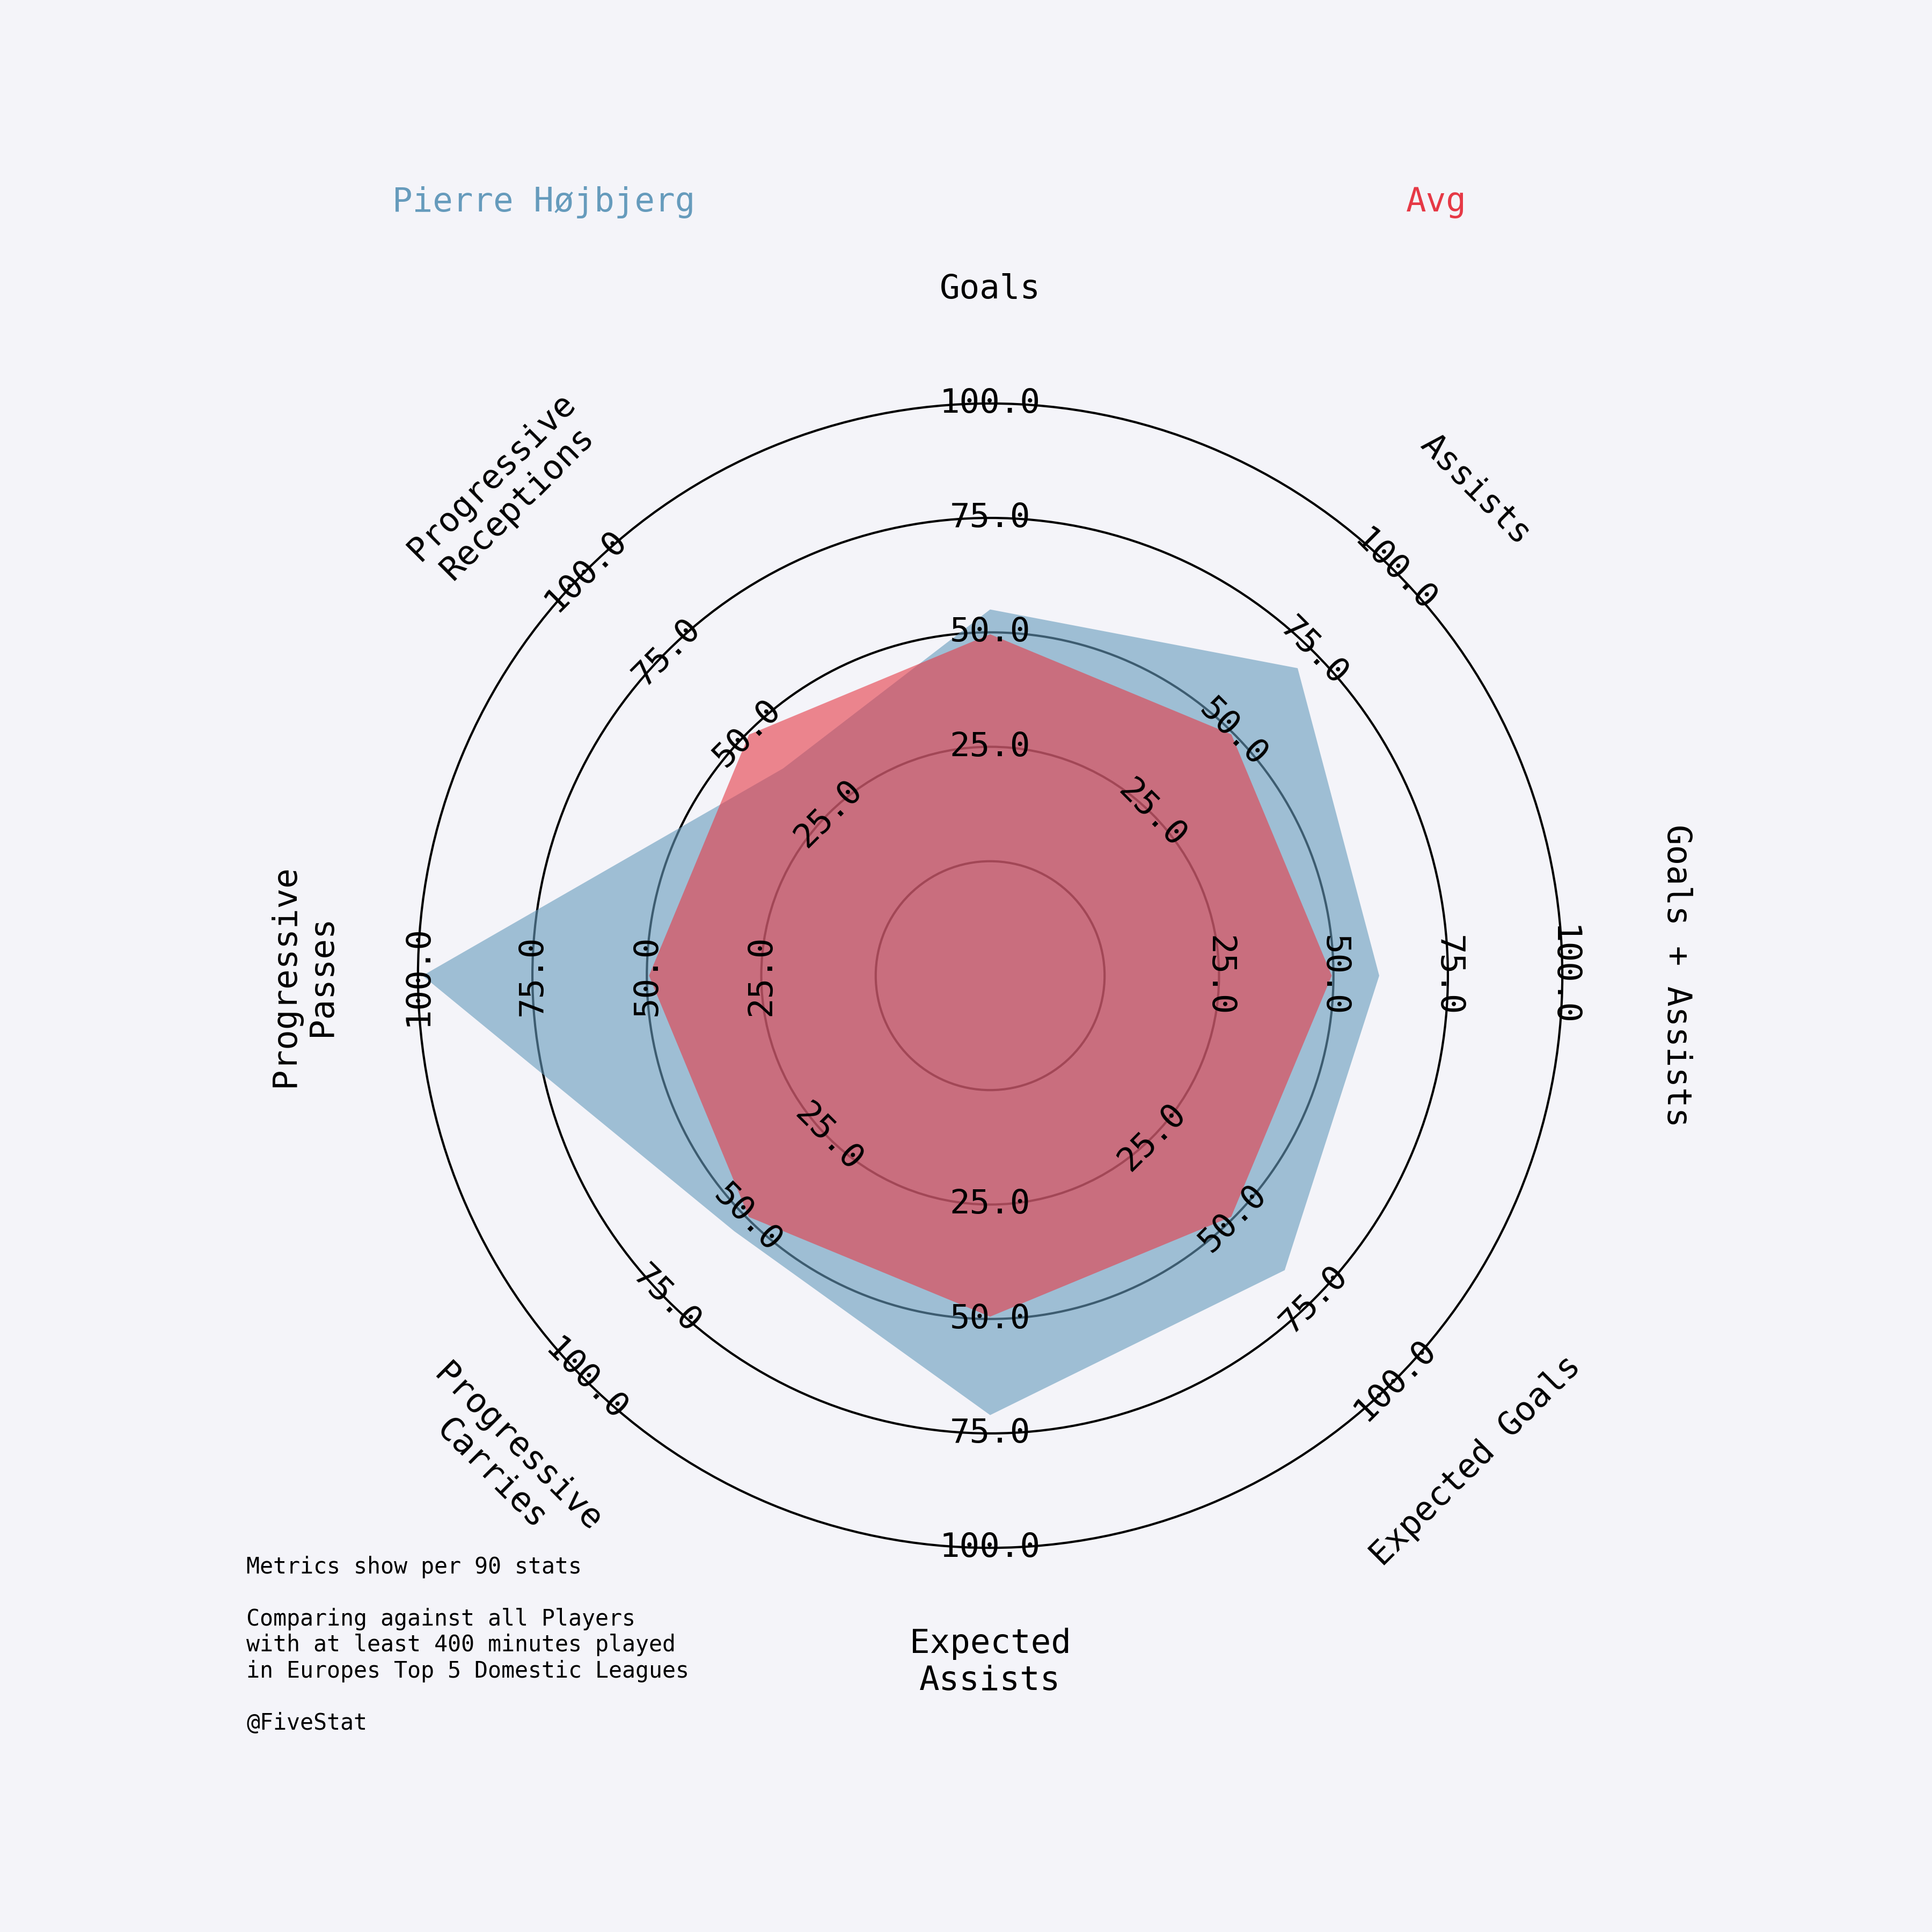 Pierre Højbjerg
Avg
Goals
Assists
Goals + Assists
Expected Goals
Expected
Assists
Progressive
Carries
Progressive
Passes
Progressive
Receptions
25.0
50.0
75.0
100.0
25.0
50.0
75.0
100.0
25.0
50.0
75.0
100.0
25.0
50.0
75.0
100.0
25.0
50.0
75.0
100.0
25.0
50.0
75.0
100.0
25.0
50.0
75.0
100.0
25.0
50.0
75.0
100.0
Metrics show per 90 stats
Comparing against all Players
with at least 400 minutes played
in Europes Top 5 Domestic Leagues
@FiveStat